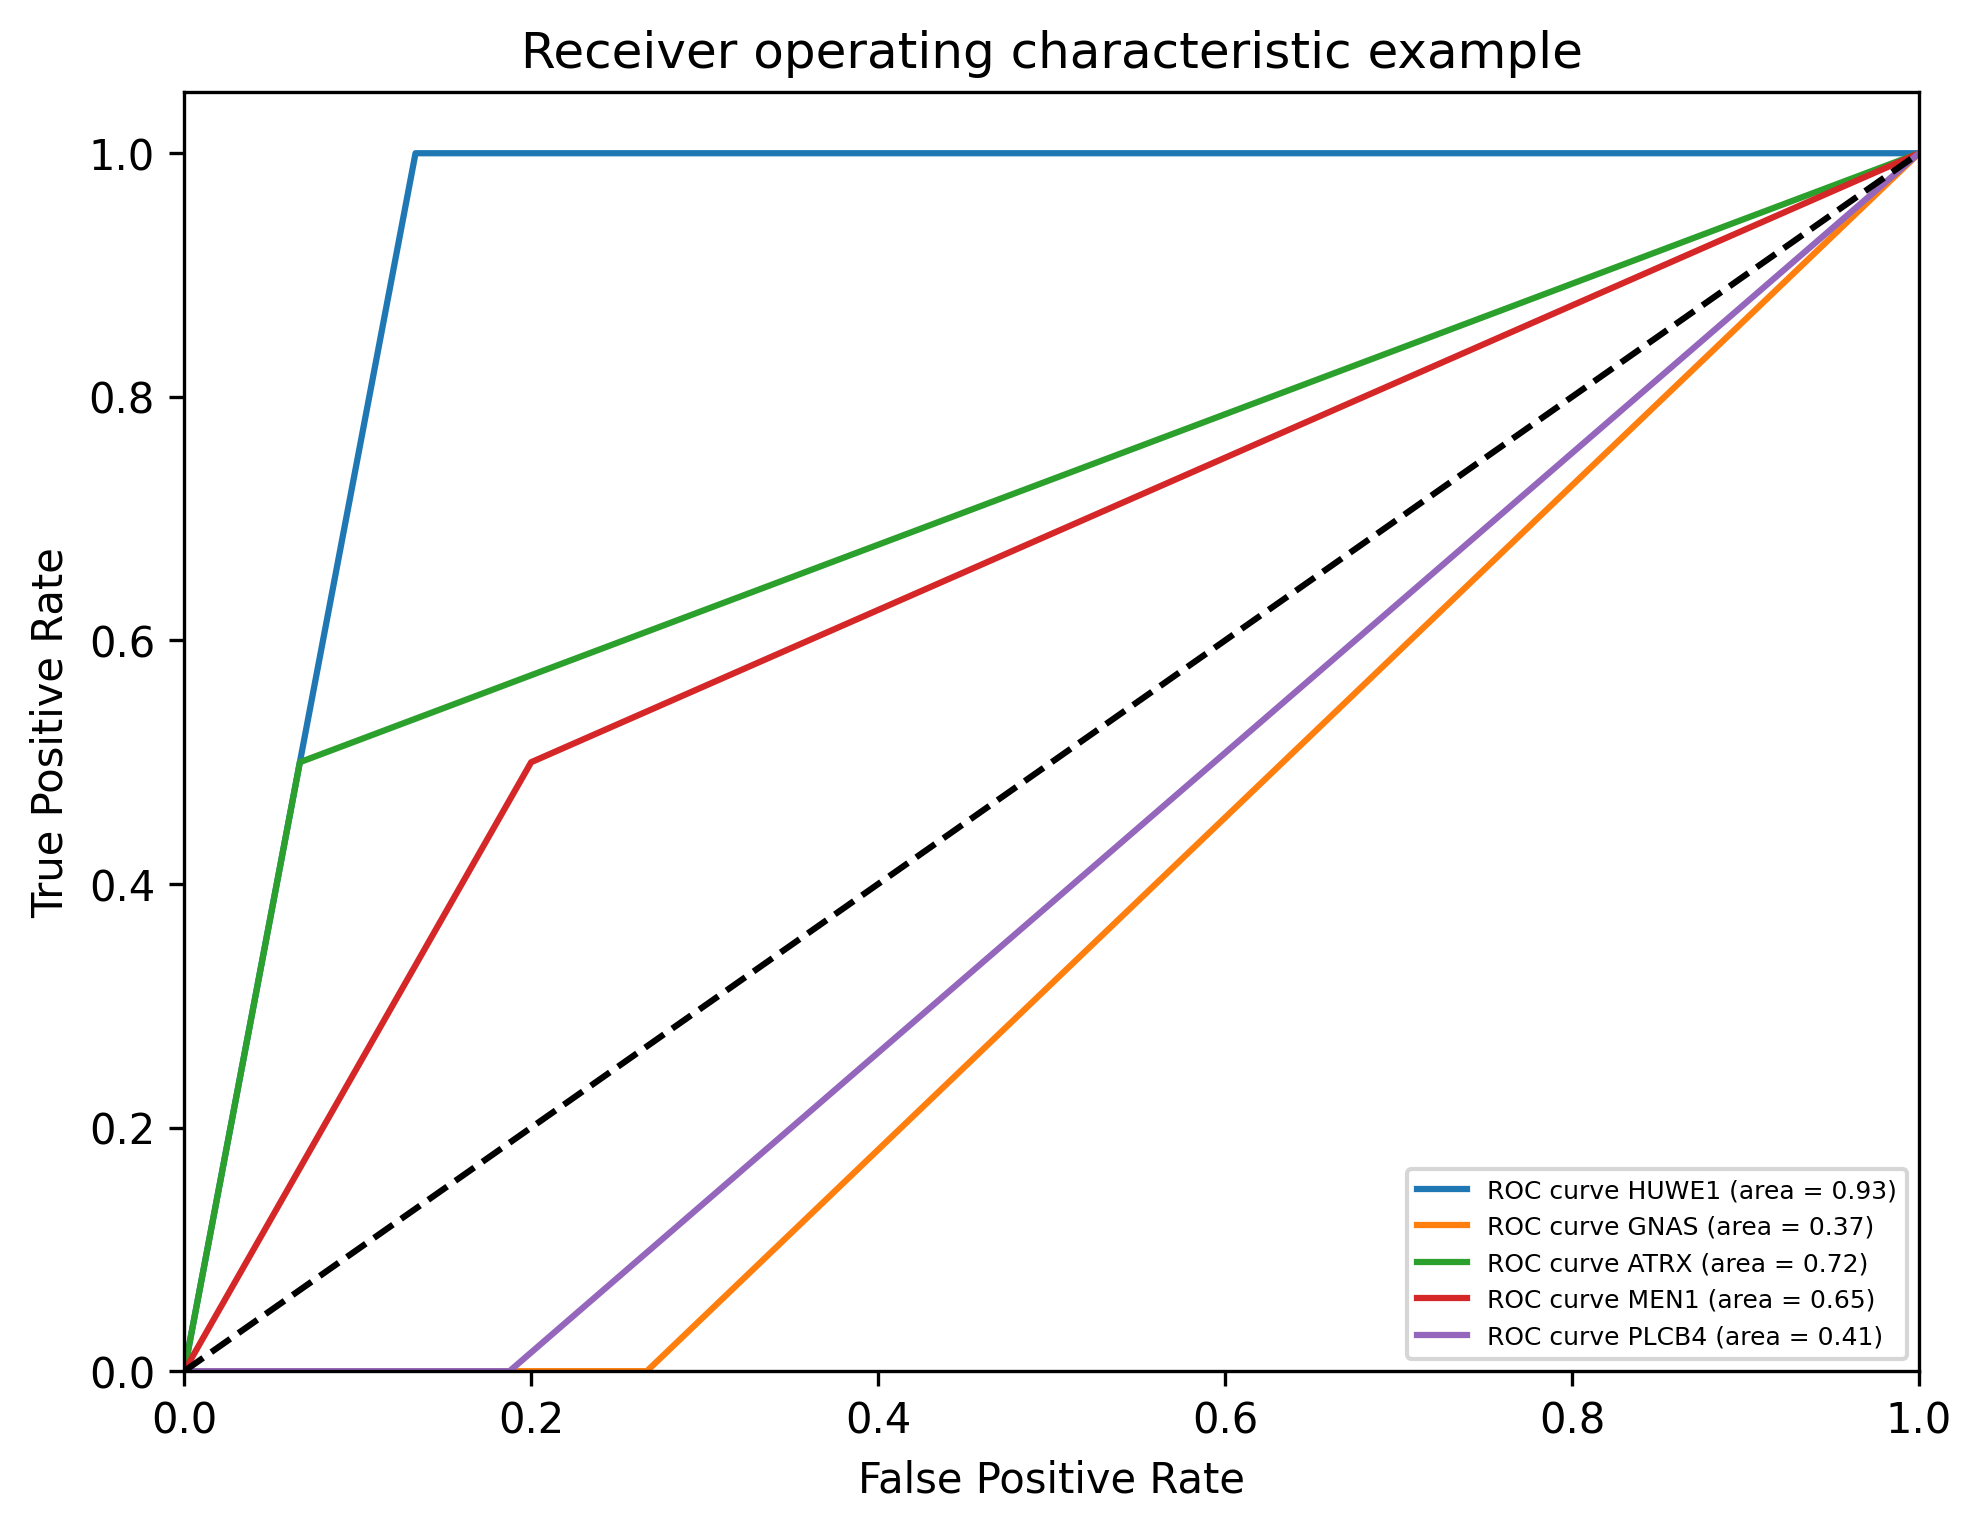 Receiver operating characteristic example
1.0
0.8
0.6
0.4
0.2
0.0
True Positive Rate
0.0 0.2 0.4 0.6 0.8 1.0
False Positive Rate
ROC curve HUWE1 (area = 0.93)
ROC curve GNAS (area = 0.37)
ROC curve ATRX (area = 0.72)
ROC curve MEN1 (area = 0.65)
ROC curve PLCB4 (area = 0.41)